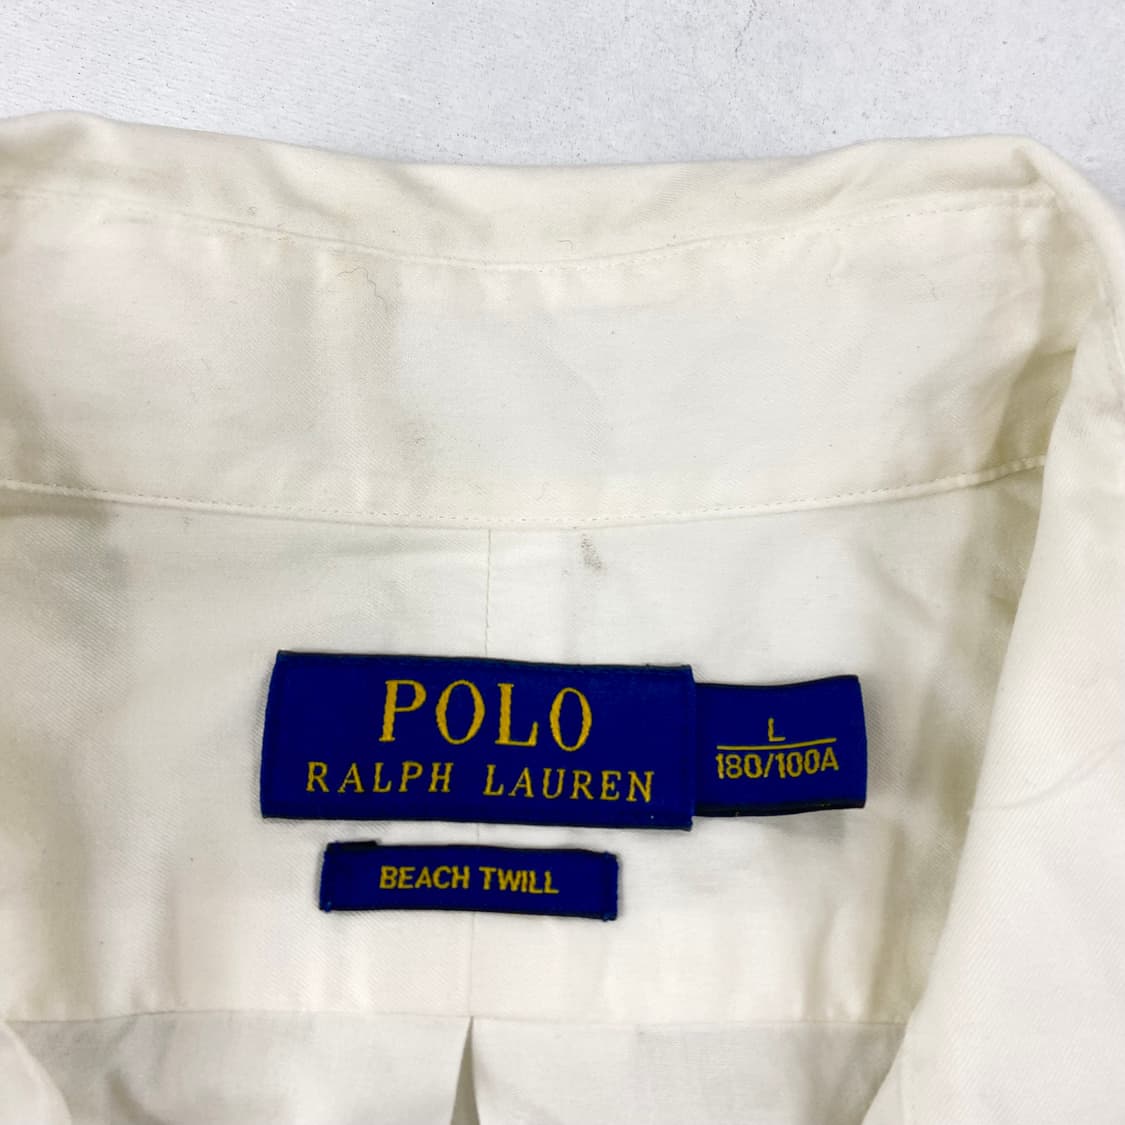 POLO
RALPH LAUREN
L
180/100A
BEACH TWILL